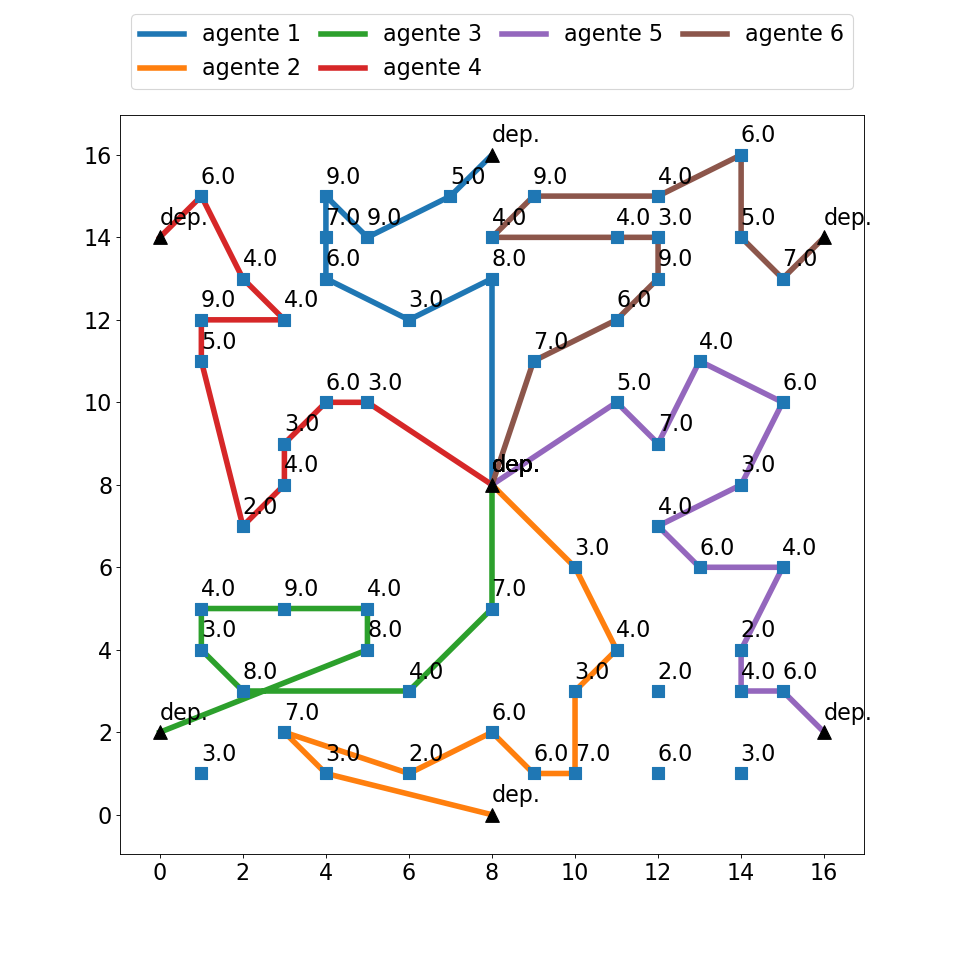 agente 1 agente 3 agente 5 agente 6
agente 2 agente 4
dep. 6.0
16
6.0 9.0 5.0 9.0 4.0
dep. 7.0 9.0 4.0 4.0 3.0 5.0 dep.
14
4.0 6.0 8.0 9.0 7.0
9.0 4.0 3.0 6.0
12
5.0 7.0 4.0
6.0 3.0 5.0 6.0
10
3.0 7.0
4.0 dep. dep. 3.0
8
2.0 4.0
3.0 6.0 4.0
6
4.0 9.0 4.0 7.0
3.0 8.0 4.0 2.0
4
8.0 4.0 3.0 2.0 4.0 6.0
dep. 7.0 6.0 dep.
2
3.0 3.0 2.0 6.0 7.0 6.0 3.0
dep.
0
0 2 4 6 8 10 12 14 16